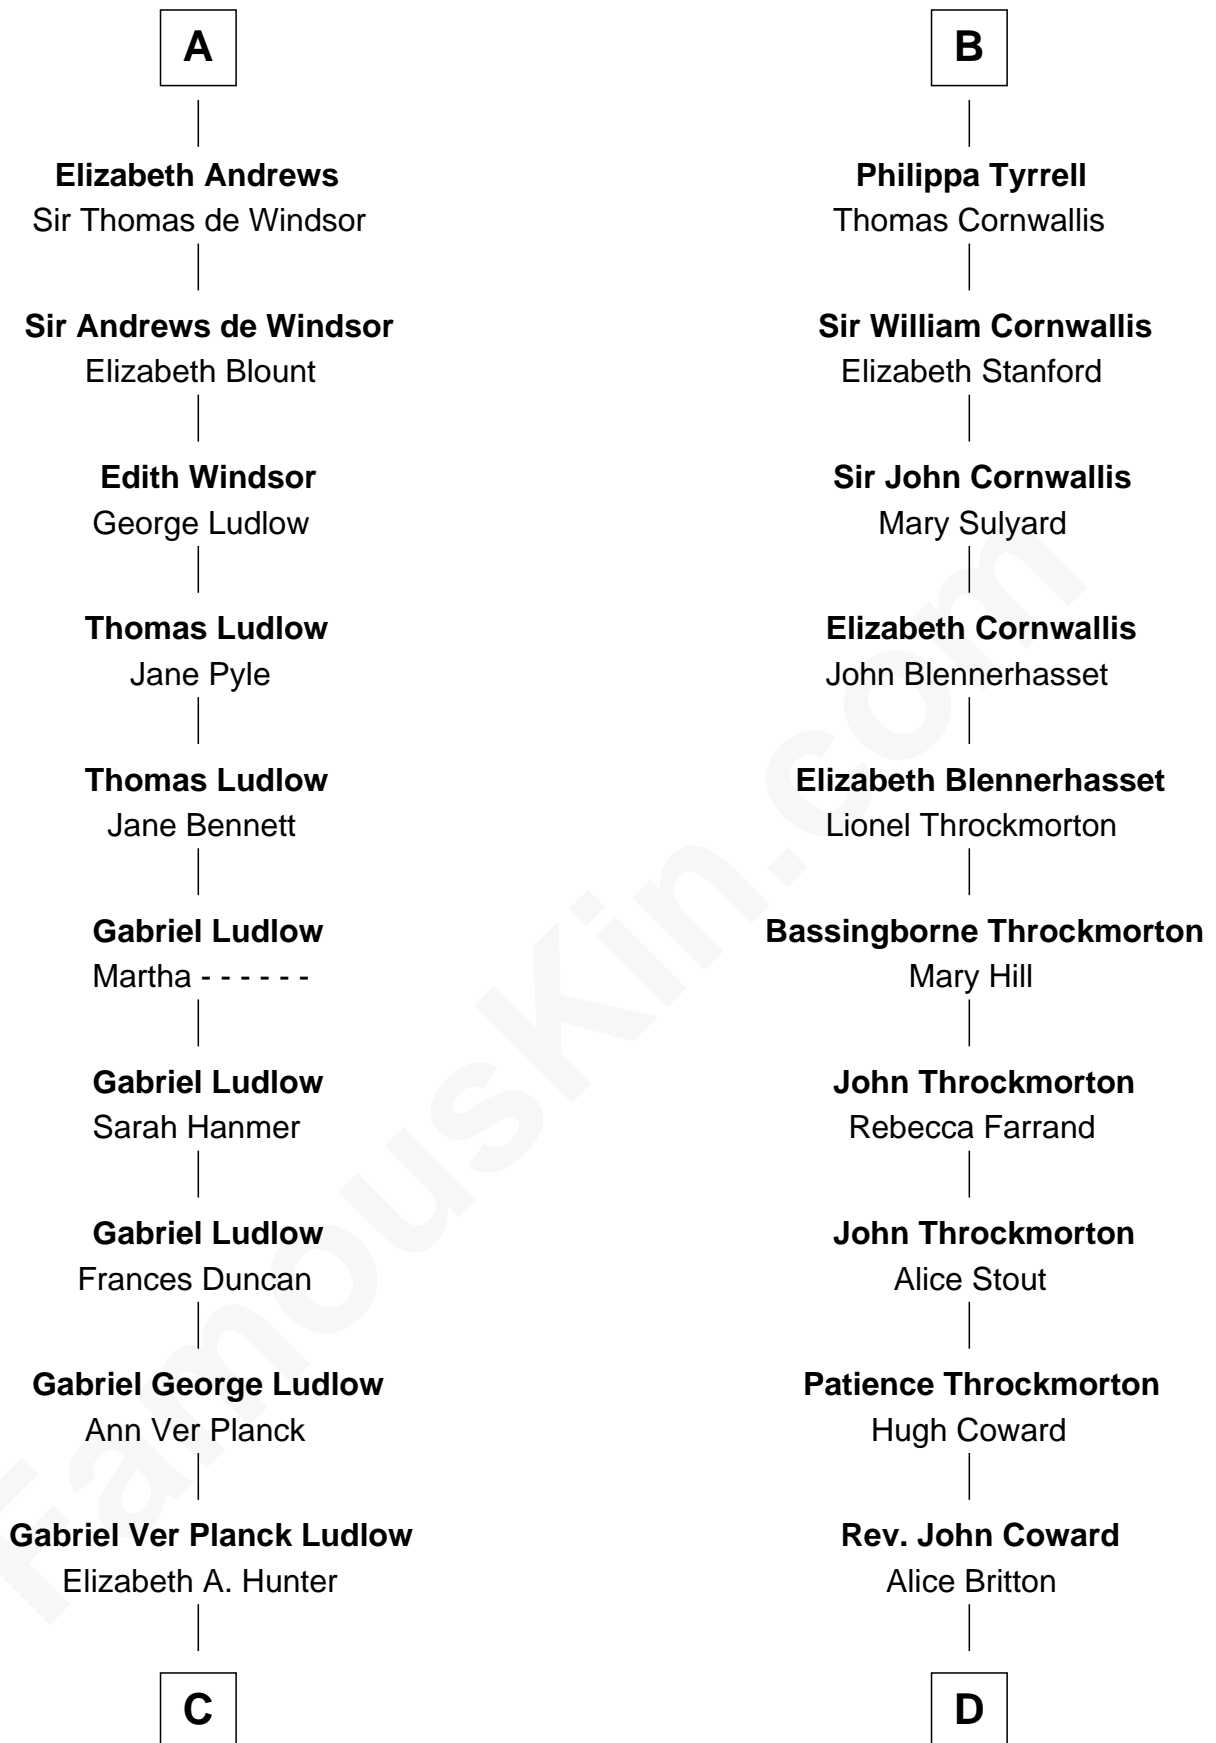 A
Elizabeth Andrews
Sir Thomas de Windsor
Sir Andrews de Windsor
Elizabeth Blount
Edith Windsor
George Ludlow
Thomas Ludlow
Jane Pyle
Thomas Ludlow
Jane Bennett
Gabriel Ludlow
Martha - - - - - -
Gabriel Ludlow
Sarah Hanmer
Gabriel Ludlow
Frances Duncan
Gabriel George Ludlow
Ann Ver Planck
Gabriel Ver Planck Ludlow
Elizabeth A. Hunter
C
B
Philippa Tyrrell
Thomas Cornwallis
Sir William Cornwallis
Elizabeth Stanford
Sir John Cornwallis
Mary Sulyard
Elizabeth Cornwallis
John Blennerhasset
Elizabeth Blennerhasset
Lionel Throckmorton
Bassingborne Throckmorton
Mary Hill
John Throckmorton
Rebecca Farrand
John Throckmorton
Alice Stout
Patience Throckmorton
Hugh Coward
Rev. John Coward
Alice Britton
D
FamousKin.com